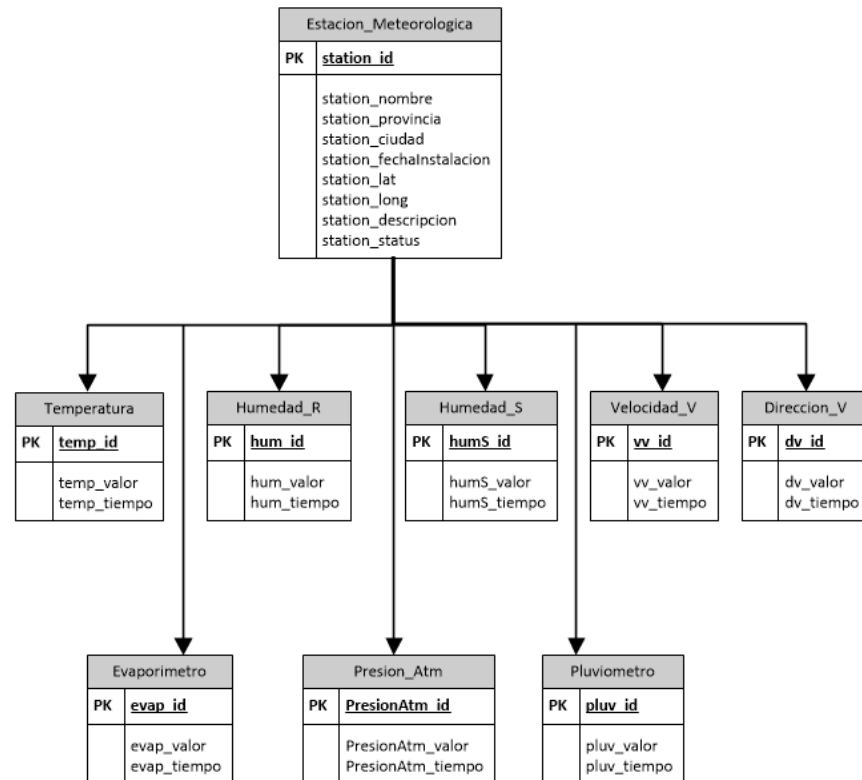 Estacion_Meteorologica
PK station_id
station_nombre
station_provincia
station_ciudad
station_fechaInstalacion
station_lat
station_long
station_descripcion
station_status
Temperatura
PK temp_id
temp_valor
temp_tiempo
Humedad_R
PK hum_id
hum_valor
hum_tiempo
Humedad_S
PK humS_id
humS_valor
humS_tiempo
Velocidad_V
PK vv_id
vv_valor
vv_tiempo
Direccion_V
PK dv_id
dv_valor
dv_tiempo
Evaporimetro
PK evap_id
evap_valor
evap_tiempo
Presion_Atm
PK PresionAtm_id
PresionAtm_valor
PresionAtm_tiempo
Pluviometro
PK pluv_id
pluv_valor
pluv_tiempo